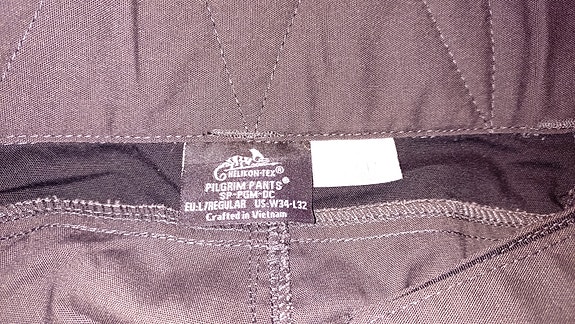 HELIKON-TEX®
PILGRIM PANTS®
SP-PGM-DC
EU:L/REGULAR US:W34-L32
Crafted in Vietnam